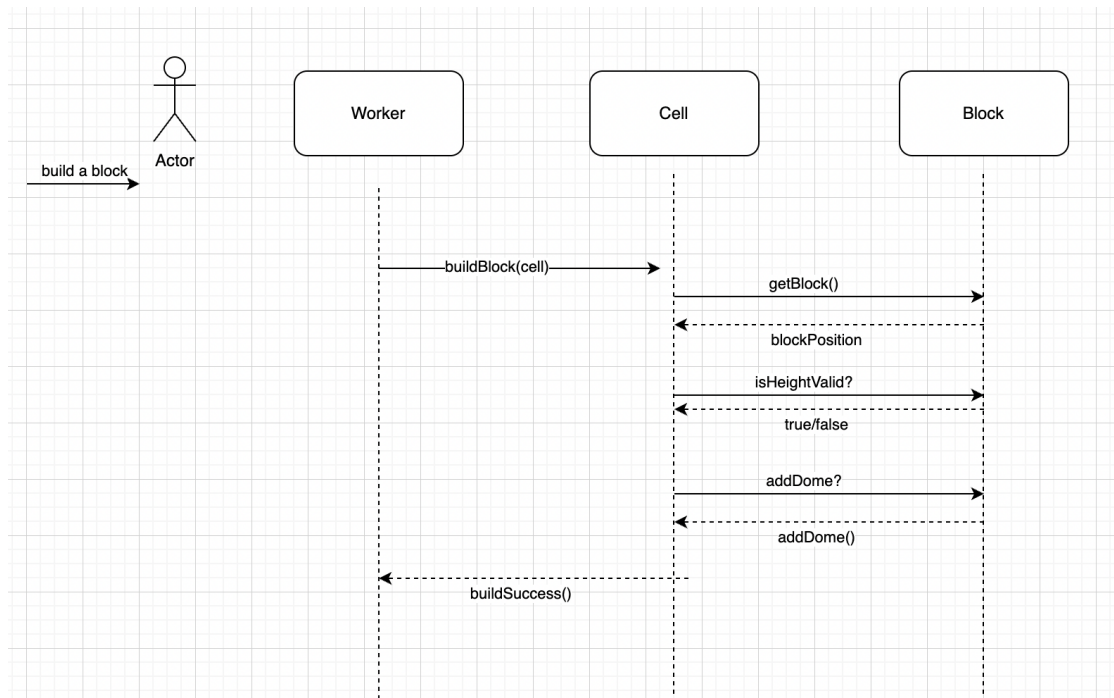 Worker
Cell
Block
Actor
build a block
buildBlock(cell)
getBlock()
blockPosition
isHeightValid?
true/false
addDome?
addDome()
buildSuccess()